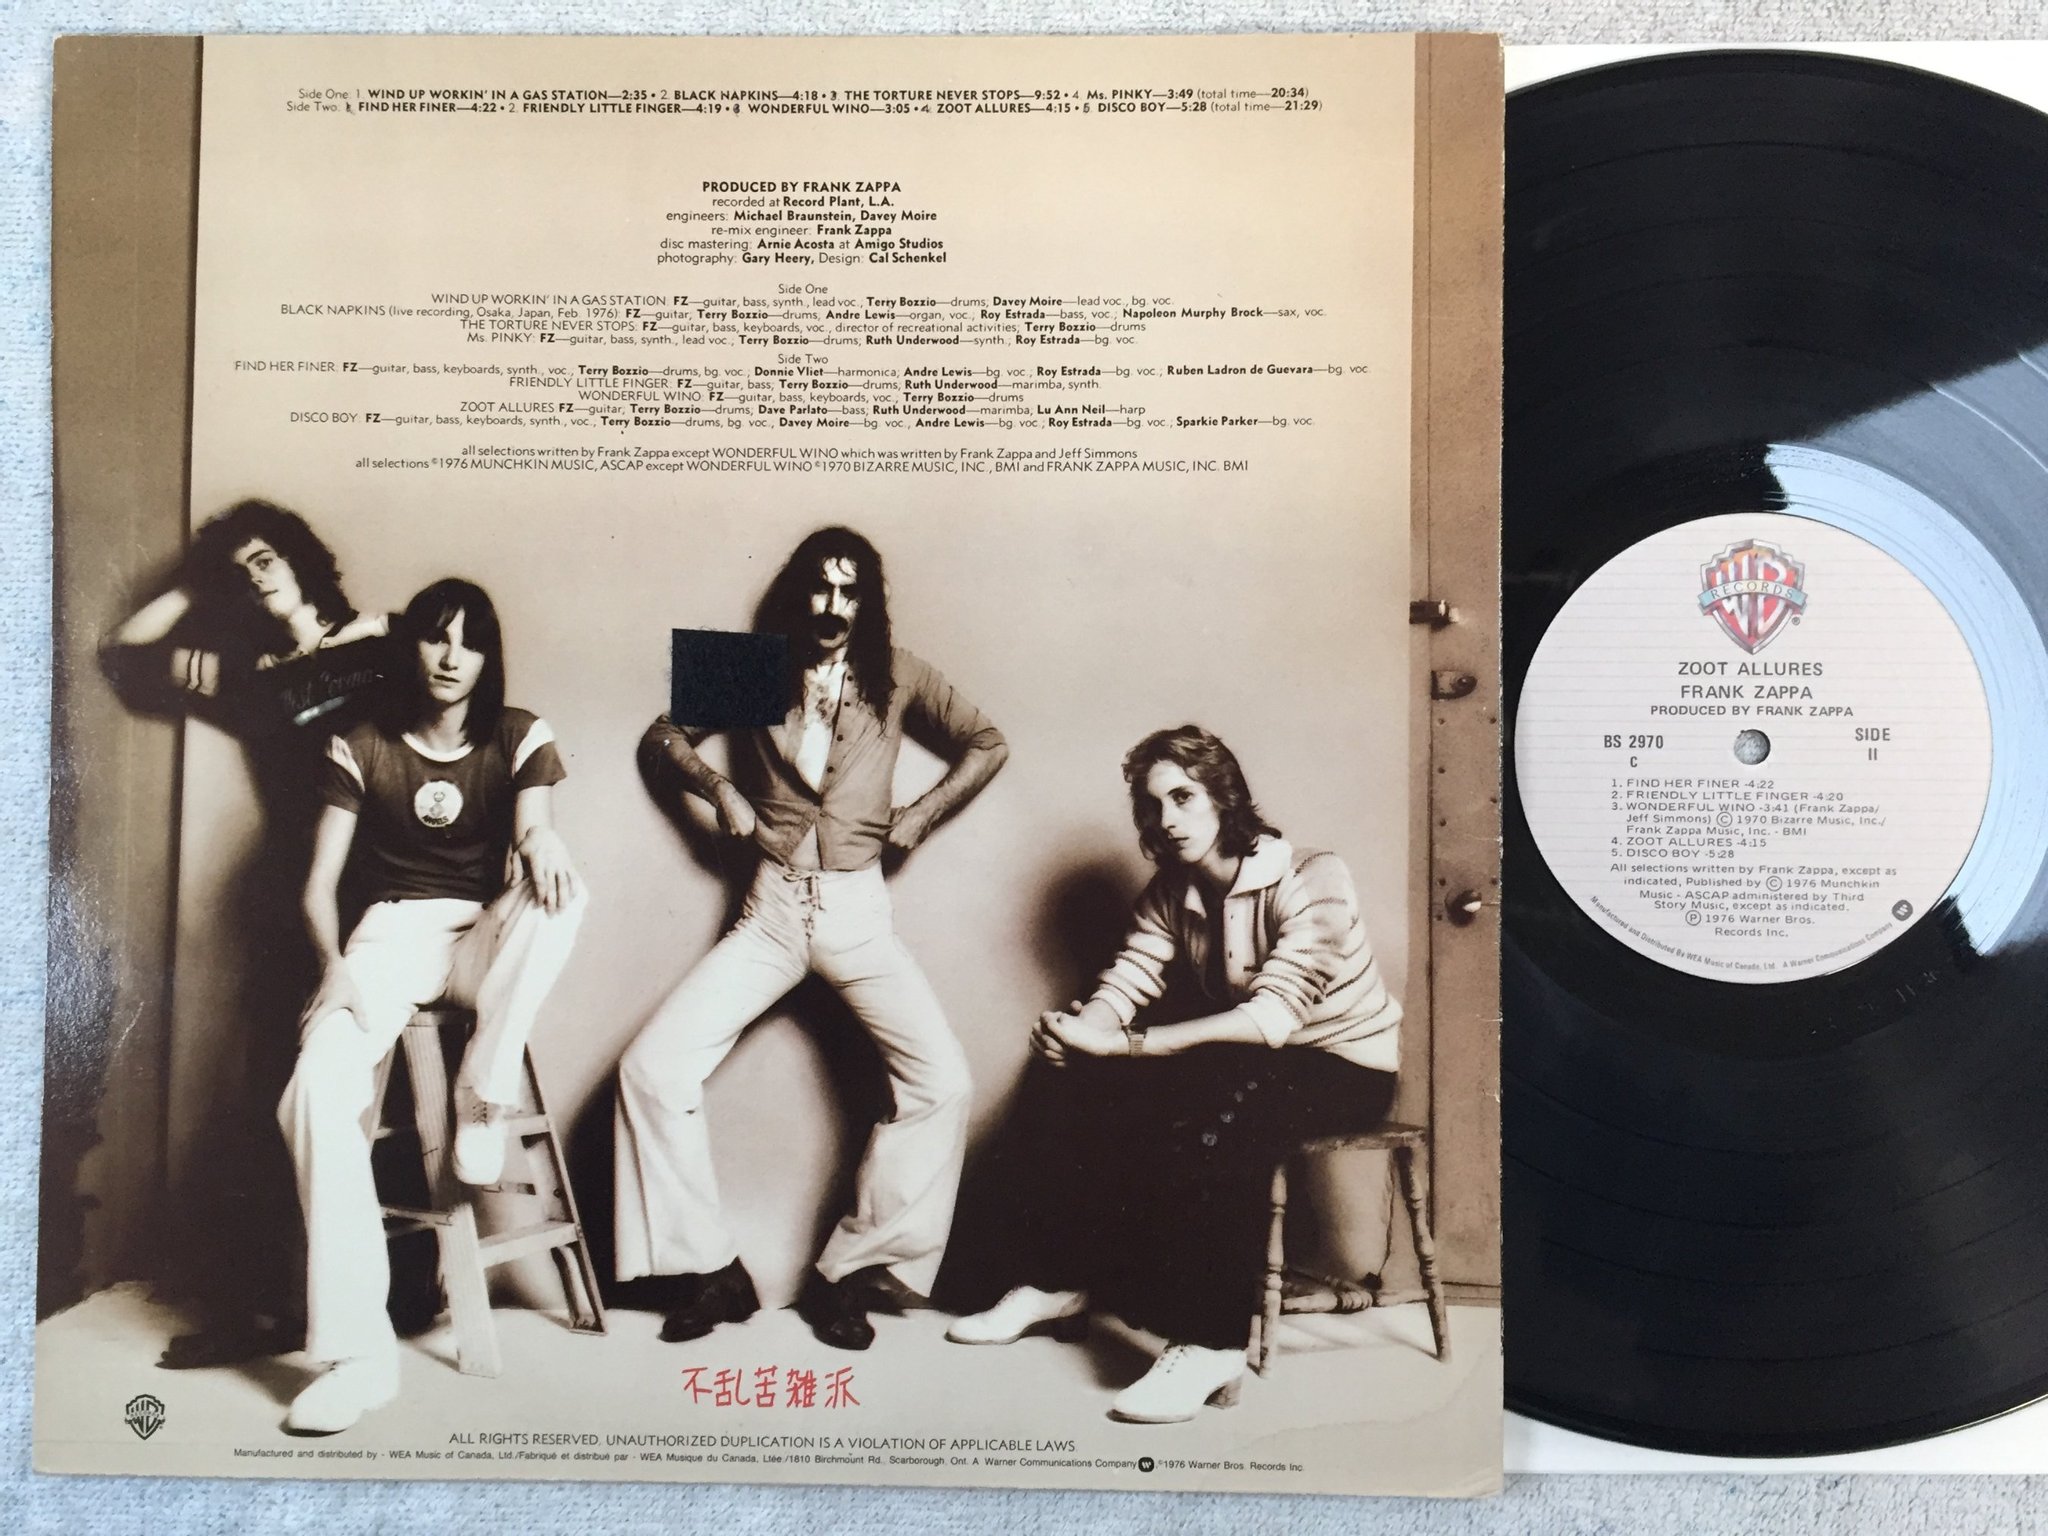 Side One: 1. WIND UP WORKIN' IN A GAS STATION—2:35 • 2. BLACK NAPKINS—4:18 • 3. THE TORTURE NEVER STOPS—9:52 • 4. Ms. PINKY—3:49 (total time—20:34)
Side Two: 1. FIND HER FINER—4:22 • 2. FRIENDLY LITTLE FINGER—4:19 • 3. WONDERFUL WINO—3:05 • 4. ZOOT ALLURES—4:15 • 5. DISCO BOY—5:28 (total time—21:29)
PRODUCED BY FRANK ZAPPA
recorded at Record Plant, L.A.
engineers: Michael Braunstein, Davey Moire
re-mix engineer: Frank Zappa
disc mastering: Arnie Acosta at Amigo Studios
photography: Gary Heery, Design: Cal Schenkel
Side One
WIND UP WORKIN' IN A GAS STATION: FZ—guitar, bass, synth., lead voc.; Terry Bozzio—drums; Davey Moire—lead voc., bg. voc.
BLACK NAPKINS (live recording, Osaka, Japan, Feb. 1976): FZ—guitar; Terry Bozzio—drums; Andre Lewis—organ, voc.; Roy Estrada—bass, voc.; Napoleon Murphy Brock—sax, voc.
THE TORTURE NEVER STOPS: FZ—guitar, bass, keyboards, voc., director of recreational activities; Terry Bozzio—drums
Ms. PINKY: FZ—guitar, bass, synth., lead voc.; Terry Bozzio—drums; Ruth Underwood—synth.; Roy Estrada—bg. voc.
Side Two
FIND HER FINER: FZ—guitar, bass, keyboards, synth., voc.; Terry Bozzio—drums, bg. voc.; Donnie Vliet—harmonica; Andre Lewis—bg. voc.; Roy Estrada—bg. voc.; Ruben Ladron de Guevara—bg. voc.
FRIENDLY LITTLE FINGER: FZ—guitar, bass; Terry Bozzio—drums; Ruth Underwood—marimba, synth.
WONDERFUL WINO: FZ—guitar, bass, keyboards, voc.; Terry Bozzio—drums
ZOOT ALLURES FZ—guitar; Terry Bozzio—drums; Dave Parlato—bass; Ruth Underwood—marimba; Lu Ann Neil—harp
DISCO BOY: FZ—guitar, bass, keyboards, synth., voc.; Terry Bozzio—drums, bg. voc.; Davey Moire—bg. voc.; Andre Lewis—bg. voc.; Roy Estrada—bg. voc.; Sparkie Parker—bg. voc.
all selections written by Frank Zappa except WONDERFUL WINO which was written by Frank Zappa and Jeff Simmons
all selections ©1976 MUNCHKIN MUSIC, ASCAP except WONDERFUL WINO ©1970 BIZARRE MUSIC, INC., BMI and FRANK ZAPPA MUSIC, INC. BMI
ANGELS
不乱苦雑派
ALL RIGHTS RESERVED. UNAUTHORIZED DUPLICATION IS A VIOLATION OF APPLICABLE LAWS
Manufactured and distributed by - WEA Music of Canada, Ltd./Fabriqué et distribué par - WEA Musique du Canada, Ltée./1810 Birchmount Rd., Scarborough, Ont. A Warner Communications Company ©1976 Warner Bros. Records Inc.
WB
RECORDS
®
ZOOT ALLURES
FRANK ZAPPA
PRODUCED BY FRANK ZAPPA
BS 2970
C
SIDE
II
1. FIND HER FINER -4:22
2. FRIENDLY LITTLE FINGER -4:20
3. WONDERFUL WINO -3:41 (Frank Zappa/
Jeff Simmons) © 1970 Bizarre Music, Inc./
Frank Zappa Music, Inc. - BMI
4. ZOOT ALLURES -4:15
5. DISCO BOY -5:28
All selections written by Frank Zappa, except as
indicated, Published by © 1976 Munchkin
Music - ASCAP administered by Third
Story Music, except as indicated.
℗ 1976 Warner Bros.
Records Inc.
Manufactured and Distributed By WEA Music of Canada, Ltd. A Warner Communications Company